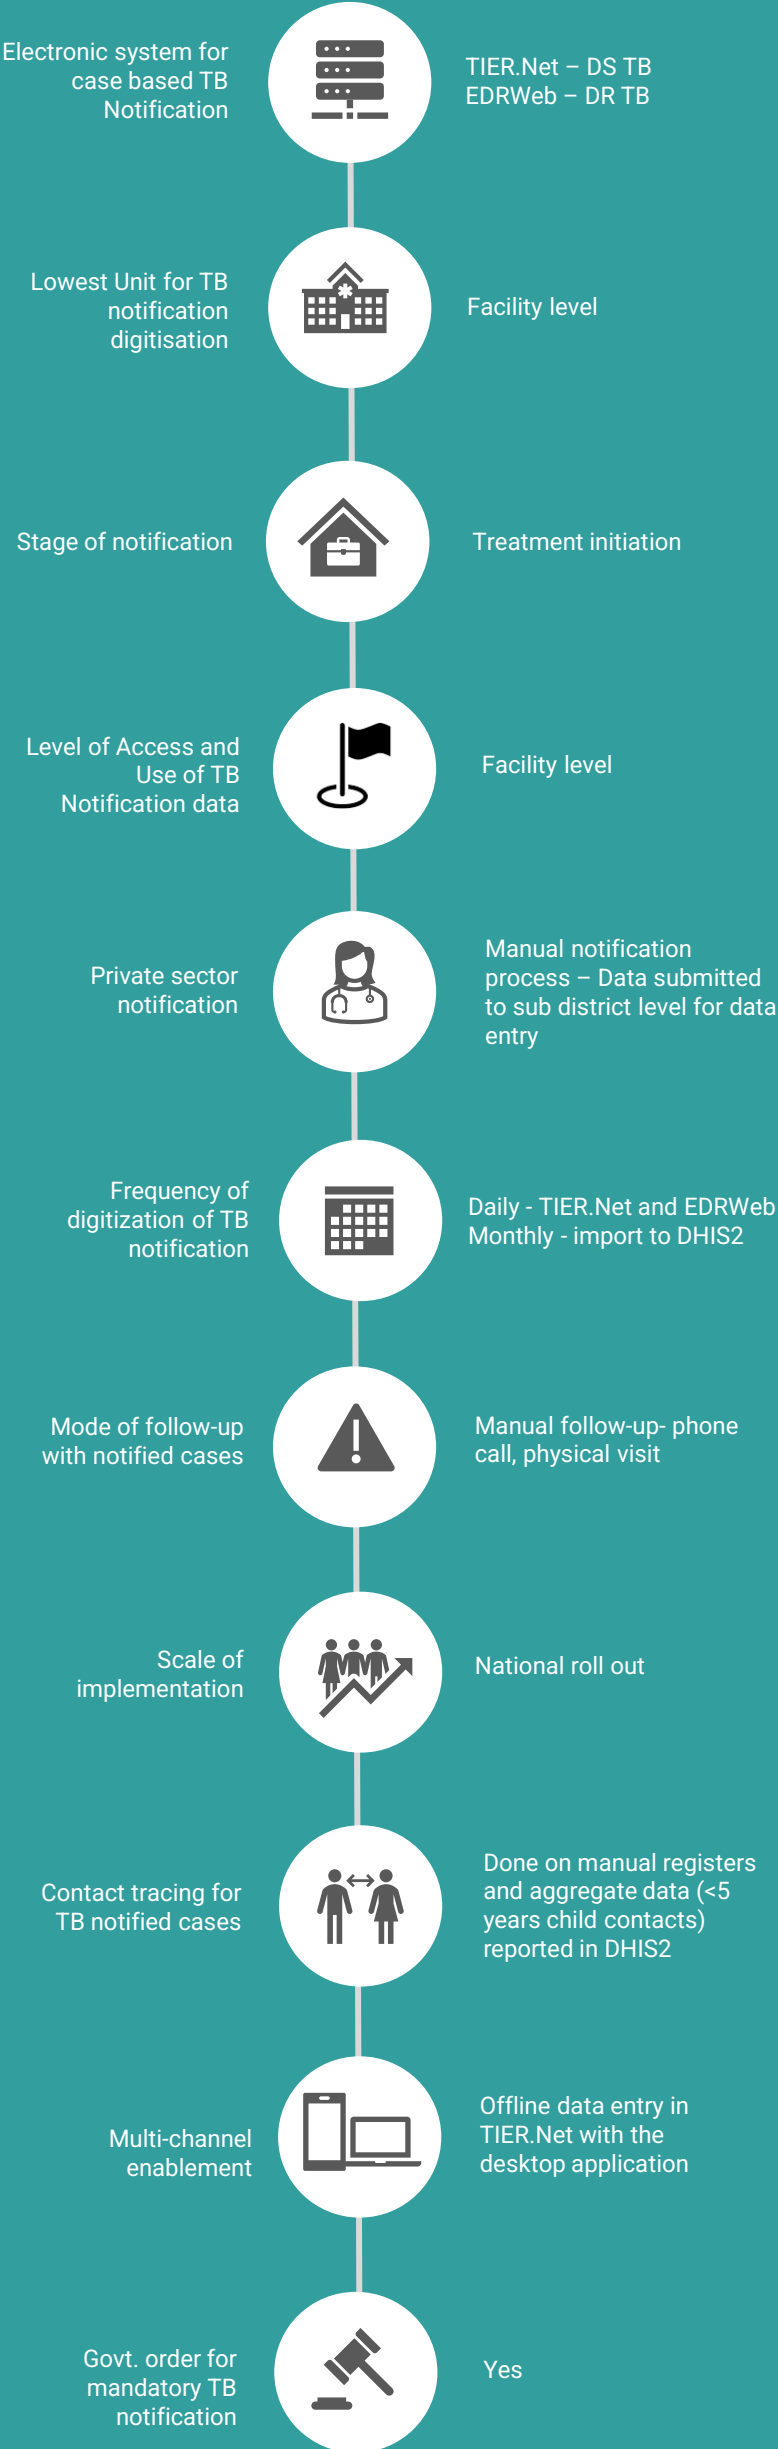 Electronic system for
case based TB
Notification
TIER.Net – DS TB
EDRWeb – DR TB
Lowest Unit for TB
notification
digitisation
Facility level
Stage of notification
Treatment initiation
Level of Access and
Use of TB
Notification data
Facility level
Private sector
notification
Manual notification
process – Data submitted
to sub district level for data
entry
Frequency of
digitization of TB
notification
Daily - TIER.Net and EDRWeb
Monthly - import to DHIS2
Mode of follow-up
with notified cases
Manual follow-up- phone
call, physical visit
Scale of
implementation
National roll out
Contact tracing for
TB notified cases
Done on manual registers
and aggregate data (<5
years child contacts)
reported in DHIS2
Multi-channel
enablement
Offline data entry in
TIER.Net with the
desktop application
Govt. order for
mandatory TB
notification
Yes